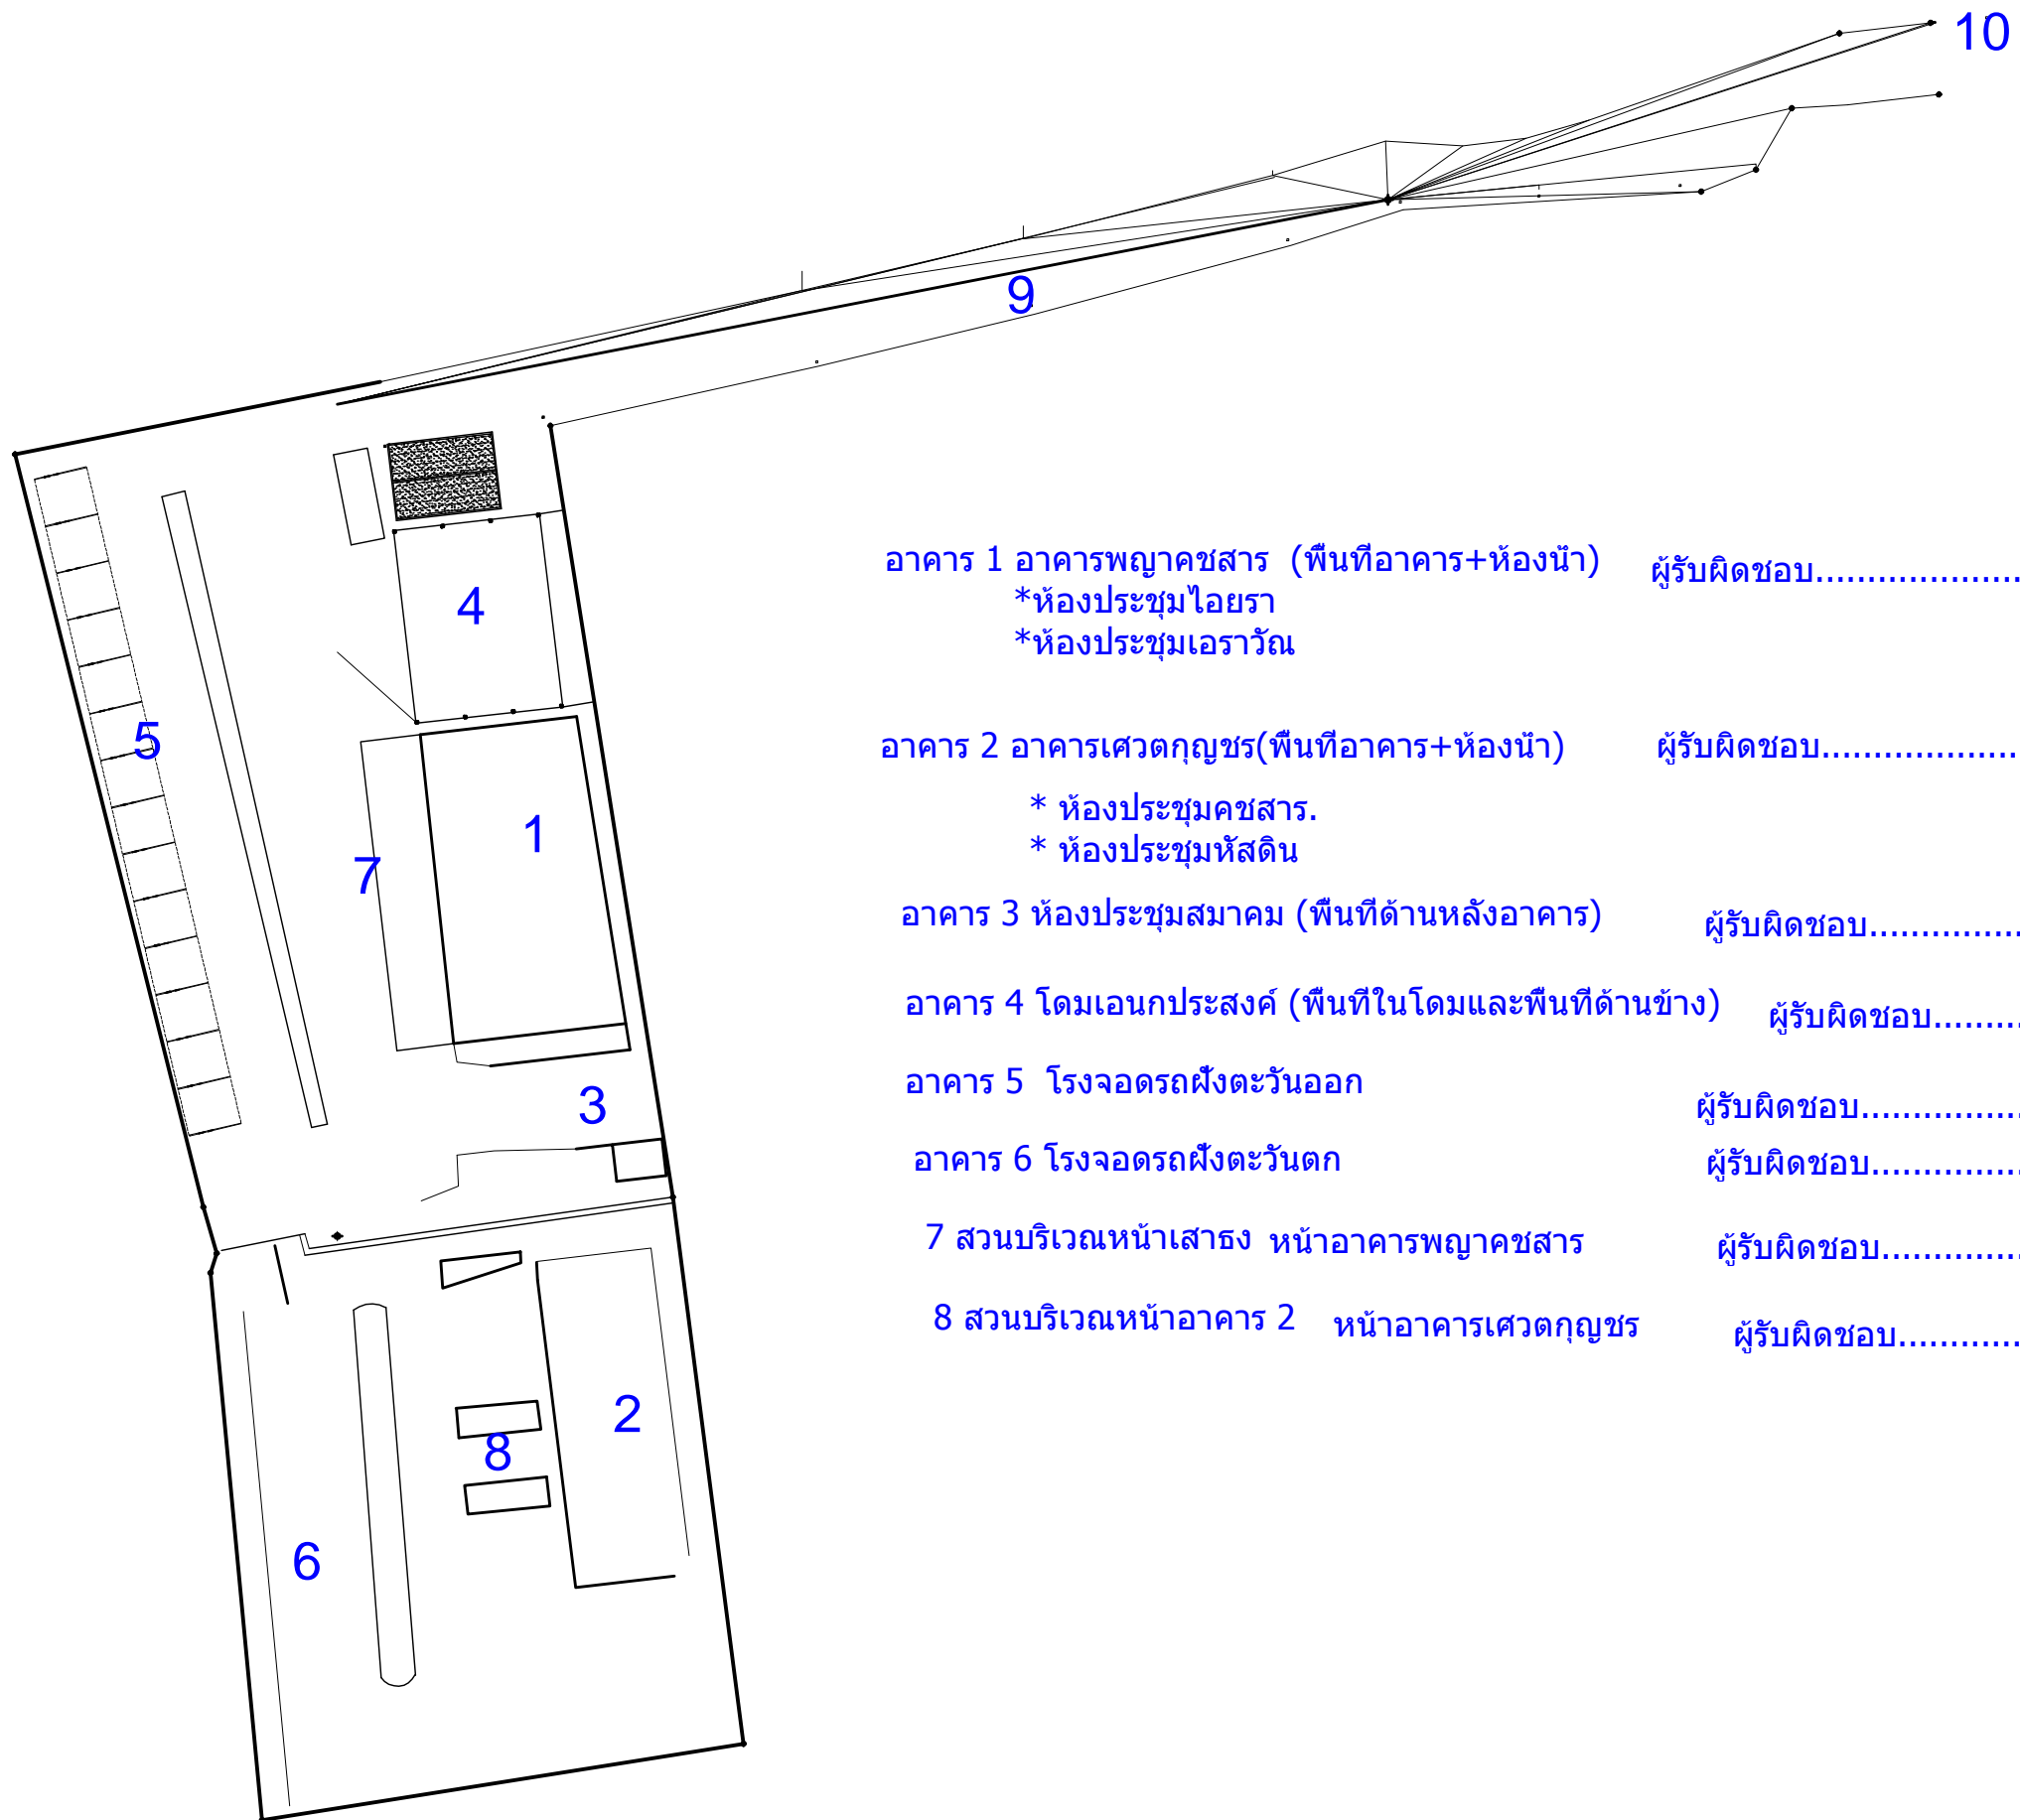 10
9
4
5
1
7
3
2
8
6
อาคาร 1 อาคารพญาคชสาร (พื้นที่อาคาร+ห้องน้ำ) ผู้รับผิดชอบ....................
*ห้องประชุมไอยรา
*ห้องประชุมเอราวัณ
อาคาร 2 อาคารเศวตกุญชร(พื้นที่อาคาร+ห้องน้ำ) ผู้รับผิดชอบ...................
* ห้องประชุมคชสาร.
* ห้องประชุมหัสดิน
อาคาร 3 ห้องประชุมสมาคม (พื้นที่ด้านหลังอาคาร) ผู้รับผิดชอบ...............
อาคาร 4 โดมเอนกประสงค์ (พื้นที่ในโดมและพื้นที่ด้านข้าง) ผู้รับผิดชอบ.........
อาคาร 5 โรงจอดรถฝั่งตะวันออก ผู้รับผิดชอบ................
อาคาร 6 โรงจอดรถฝั่งตะวันตก ผู้รับผิดชอบ...............
7 สวนบริเวณหน้าเสาธง หน้าอาคารพญาคชสาร ผู้รับผิดชอบ..............
8 สวนบริเวณหน้าอาคาร 2 หน้าอาคารเศวตกุญชร ผู้รับผิดชอบ............